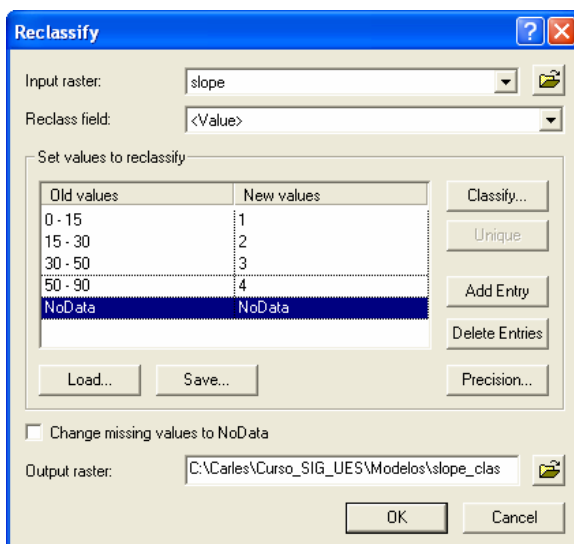 Reclassify
Input raster: slope
Reclass field: <Value>
Set values to reclassify
Old values New values
0 - 15 1
15 - 30 2
30 - 50 3
50 - 90 4
NoData NoData
Classify...
Unique
Add Entry
Delete Entries
Load... Save... Precision...
Change missing values to NoData
Output raster: C:\Carles\Curso_SIG_UES\Modelos\slope_clas
OK Cancel